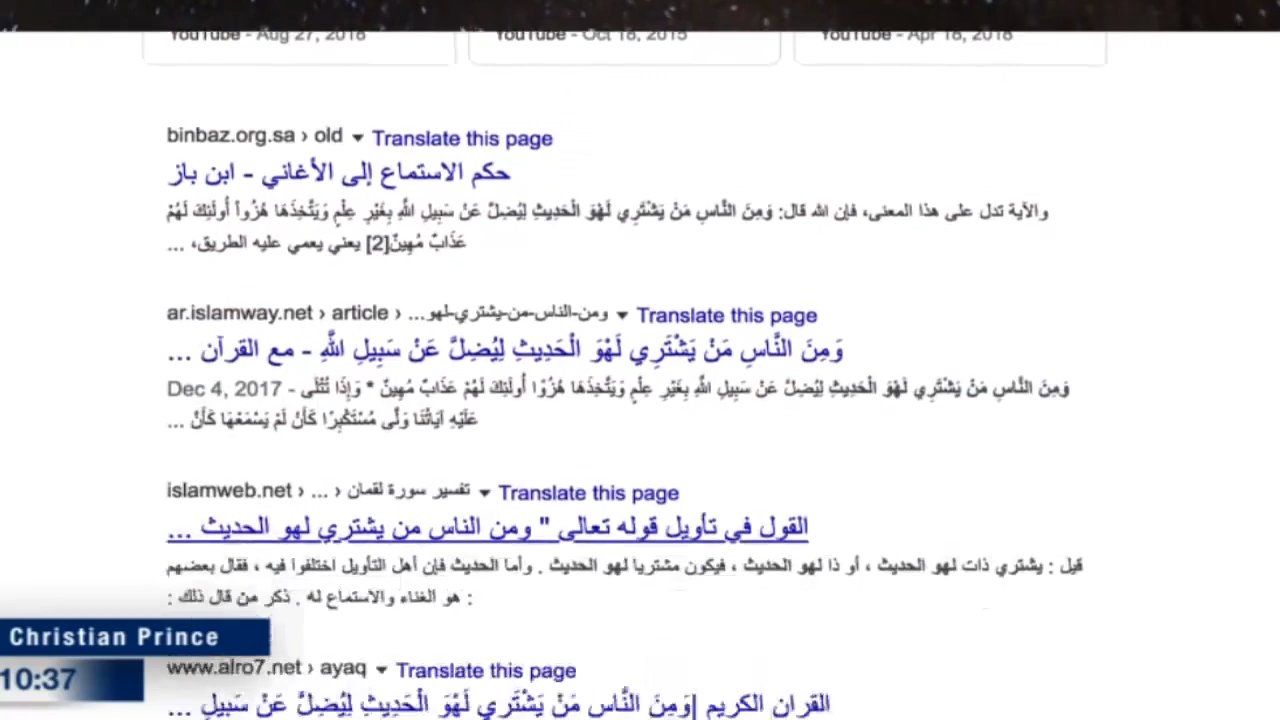 YouTube - Aug 27, 2018
YouTube - Oct 18, 2015
YouTube - Apr 18, 2018
binbaz.org.sa › old Translate this page
حكم الاستماع إلى الأغاني - ابن باز
والآية تدل على هذا المعنى، فإن الله قال: وَمِنَ النَّاسِ مَنْ يَشْتَرِي لَهْوَ الْحَدِيثِ لِيُضِلَّ عَنْ سَبِيلِ اللَّهِ بِغَيْرِ عِلْمٍ وَيَتَّخِذَهَا هُزُواً أُولَئِكَ لَهُمْ
عَذَابٌ مُهِينٌ[2] يعني يعمي عليه الطريق، ...
ar.islamway.net › article › ومن-الناس-من-يشتري-لهو... Translate this page
وَمِنَ النَّاسِ مَنْ يَشْتَرِي لَهْوَ الْحَدِيثِ لِيُضِلَّ عَنْ سَبِيلِ اللَّهِ - مع القرآن ...
Dec 4, 2017 - وَمِنَ النَّاسِ مَنْ يَشْتَرِي لَهْوَ الْحَدِيثِ لِيُضِلَّ عَنْ سَبِيلِ اللَّهِ بِغَيْرِ عِلْمٍ وَيَتَّخِذَهَا هُزُوًا أُولَئِكَ لَهُمْ عَذَابٌ مُهِينٌ * وَإِذَا تُتْلَى
عَلَيْهِ آيَاتُنَا وَلَّى مُسْتَكْبِرًا كَأَنْ لَمْ يَسْمَعْهَا كَأَنَّ ...
islamweb.net › ... › تفسير سورة لقمان Translate this page
القول في تأويل قوله تعالى " ومن الناس من يشتري لهو الحديث ...
قيل : يشتري ذات لهو الحديث ، أو ذا لهو الحديث ، فيكون مشتريا لهو الحديث . وأما الحديث فإن أهل التأويل اختلفوا فيه ، فقال بعضهم
: هو الغناء والاستماع له . ذكر من قال ذلك :
Christian Prince
10:37
www.alro7.net › ayaq Translate this page
القران الكريم |وَمِنَ النَّاسِ مَنْ يَشْتَرِي لَهْوَ الْحَدِيثِ لِيُضِلَّ عَنْ سَبِيلِ ...